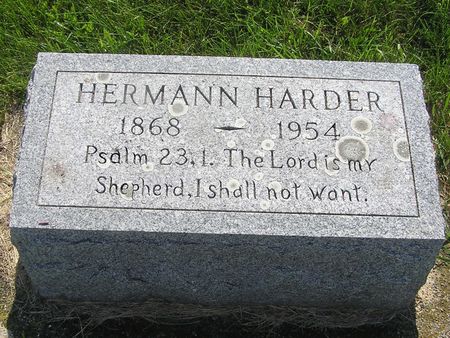 HERMANN HARDER
1868 - 1954
Psalm 23,1. The Lord is my
Shepherd, I shall not want.